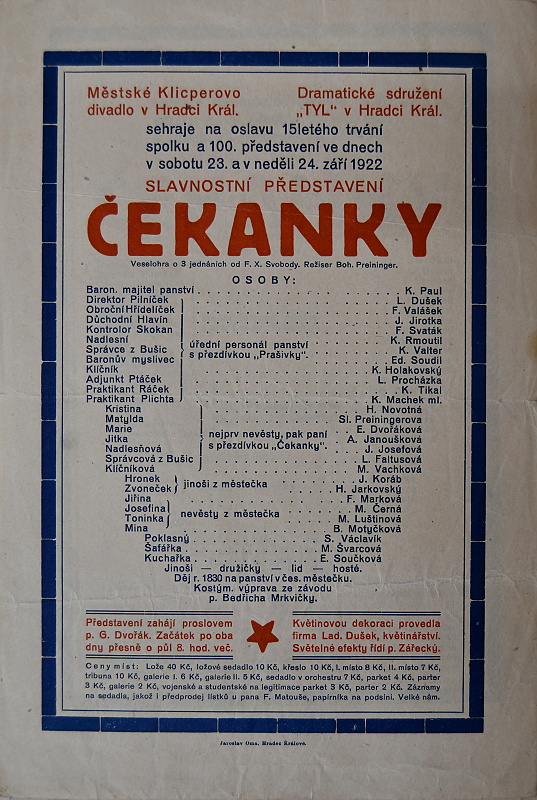 Městské Klicperovo
divadlo v Hradci Král.
Dramatické sdružení
„TYL“ v Hradci Král.
sehraje na oslavu 15letého trvání
spolku a 100. představení ve dnech
v sobotu 23. a v neděli 24. září 1922
SLAVNOSTNÍ PŘEDSTAVENÍ
ČEKANKY
Veselohra o 3 jednáních od F. X. Svobody. Režiser Boh. Preininger.
OSOBY:
Baron. majitel panství K. Paul
Direktor Pilníček L. Dušek
Obroční Hřídelíček F. Valášek
Důchodní Hlavín J. Jirotka
Kontrolor Skokan F. Svaták
Nadlesní K. Rmoutil
Správce z Bušic K. Valter
Baronův myslivec Ed. Soudil
Klíčník K. Holakovský
Adjunkt Ptáček L. Procházka
Praktikant Ráček K. Tikal
Praktikant Plichta K. Machek ml.
úřední personál panství
s přezdívkou „Prašivky“.
Kristina H. Novotná
Matylda Sl. Preiningerova
Marie E. Dvořáková
Jitka A. Janoušková
Nadlesňová J. Josefová
Správcová z Bušic L. Faltusová
Klíčníková M. Vachková
nejprv nevěsty, pak paní
s přezdívkou „Čekanky“.
Hronek J. Koráb
Zvoneček H. Jarkovský
jinoši z městečka
Jiřina F. Marková
Josefina M. Černá
Toninka M. Luštinová
nevěsty z městečka
Mina B. Motyčková
Poklasný S. Václavík
Šafářka M. Švarcová
Kuchařka E. Součková
Jinoši — družičky — lid — hosté.
Děj r. 1830 na panství v čes. městečku.
Kostým. výprava ze závodu
p. Bedřicha Mrkvičky.
Představení zahájí proslovem
p. G. Dvořák. Začátek po oba
dny přesně o půl 8. hod. več.
Květinovou dekoraci provedla
firma Lad. Dušek, květinářství.
Světelné efekty řídí p. Zářecký.
Ceny míst: Lože 40 Kč, ložové sedadlo 10 Kč, křeslo 10 Kč, I. místo 8 Kč, II. místo 7 Kč,
tribuna 10 Kč, galerie I. 6 Kč, galerie II. 5 Kč, sedadlo v orchestru 7 Kč, parket 4 Kč, parter
3 Kč, galerie 2 Kč, vojenské a studentské na legitimace parket 3 Kč, parter 2 Kč. Záznamy
na sedadla, jakož i předprodej lístků u pana F. Matouše, papírníka na podsíni. Velké nám.
Jaroslav Oma, Hradec Králové.